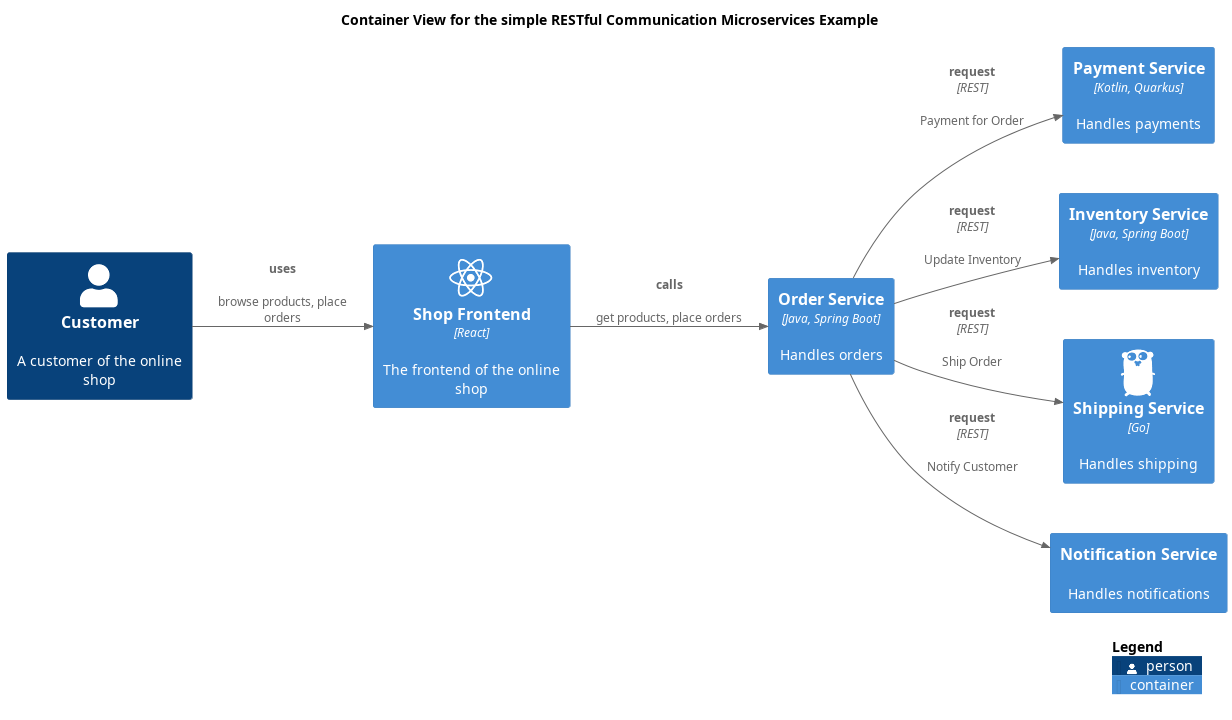 Container View for the simple RESTful Communication Microservices Example
Customer
A customer of the online
shop
uses
browse products, place
orders
Shop Frontend
[React]
The frontend of the online
shop
calls
get products, place orders
Order Service
[Java, Spring Boot]
Handles orders
request
[REST]
Payment for Order
Payment Service
[Kotlin, Quarkus]
Handles payments
request
[REST]
Update Inventory
Inventory Service
[Java, Spring Boot]
Handles inventory
request
[REST]
Ship Order
Shipping Service
[Go]
Handles shipping
request
[REST]
Notify Customer
Notification Service
Handles notifications
Legend
person
container